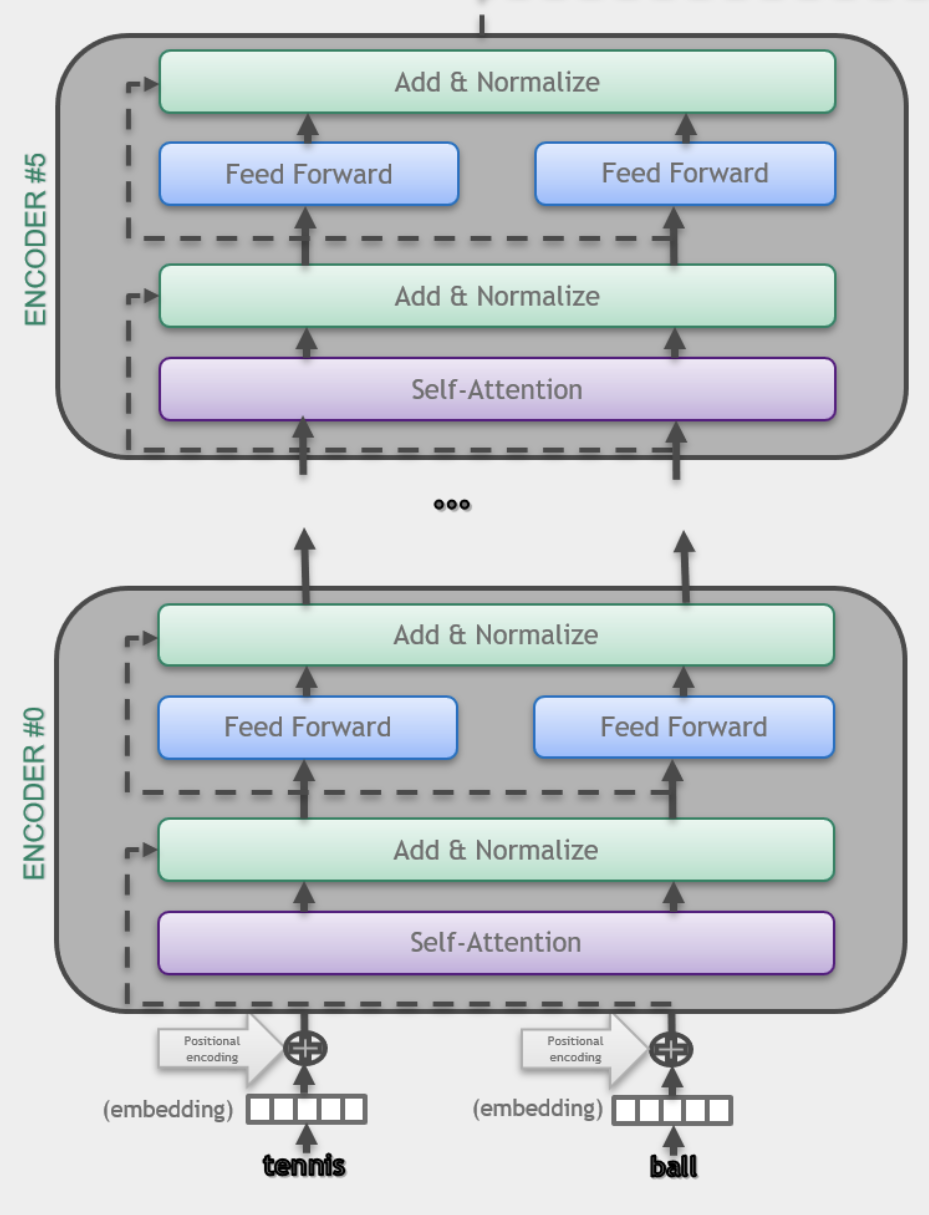 ENCODER #5
Add & Normalize
Feed Forward
Feed Forward
Add & Normalize
Self-Attention
...
ENCODER #0
Add & Normalize
Feed Forward
Feed Forward
Add & Normalize
Self-Attention
Positional
encoding
Positional
encoding
(embedding)
(embedding)
tennis
ball